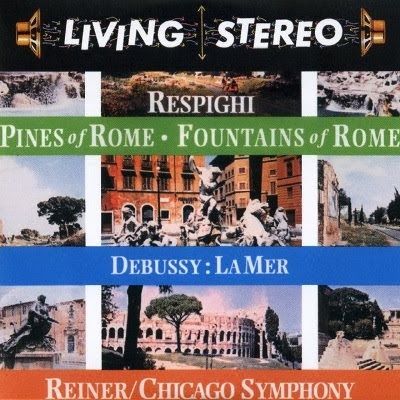 LIVING STEREO
RESPIGHI
PINES of ROME • FOUNTAINS of ROME
DEBUSSY: LA MER
REINER/CHICAGO SYMPHONY